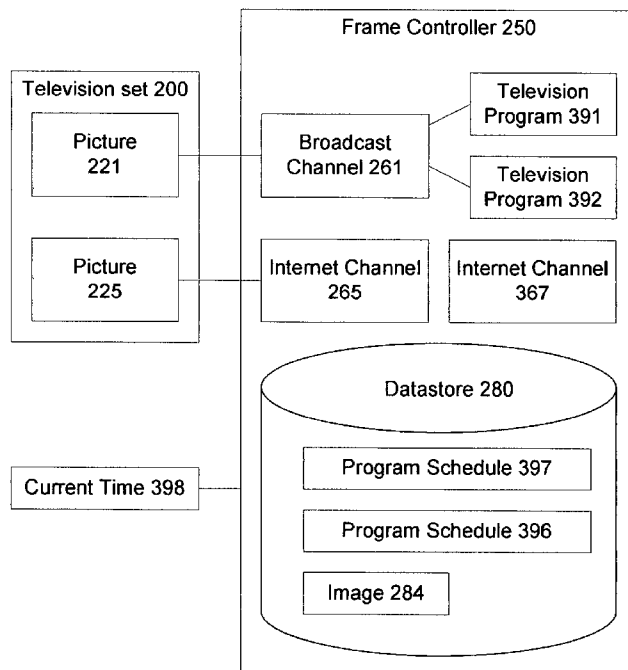 Frame Controller 250
Television set 200
Picture
221
Broadcast
Channel 261
Television
Program 391
Television
Program 392
Picture
225
Internet Channel
265
Internet Channel
367
Datastore 280
Program Schedule 397
Current Time 398
Program Schedule 396
Image 284